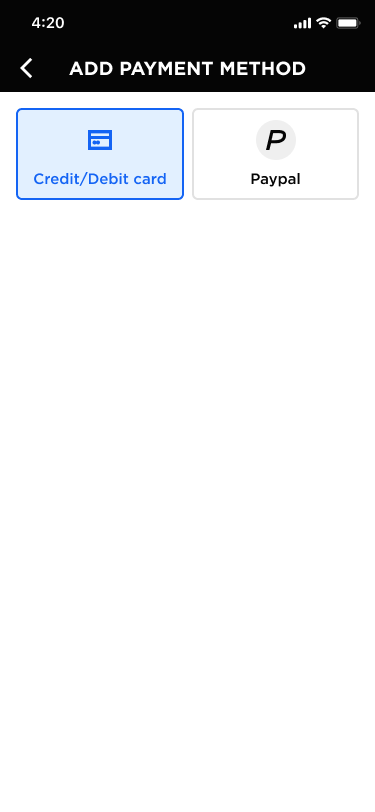 4:20
ADD PAYMENT METHOD
Credit/Debit card
P
Paypal